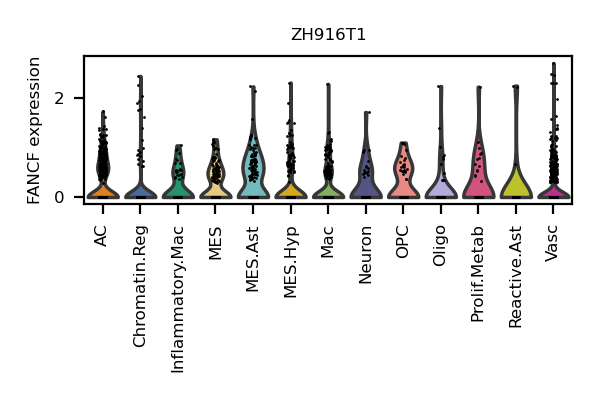 ZH916T1
FANCF expression
2
0
AC
Chromatin.Reg
Inflammatory.Mac
MES
MES.Ast
MES.Hyp
Mac
Neuron
OPC
Oligo
Prolif.Metab
Reactive.Ast
Vasc